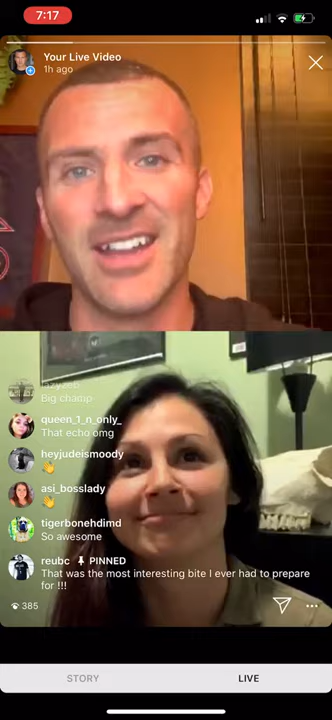 7:17
Your Live Video
1h ago
lazyzeb
Big champ
queen_1_n_only_
That echo omg
heyjudeismoody
👏
asi_bosslady
👏
tigerbonehdimd
So awesome
reubc PINNED
That was the most interesting bite I ever had to prepare
for !!!
385
STORY
LIVE